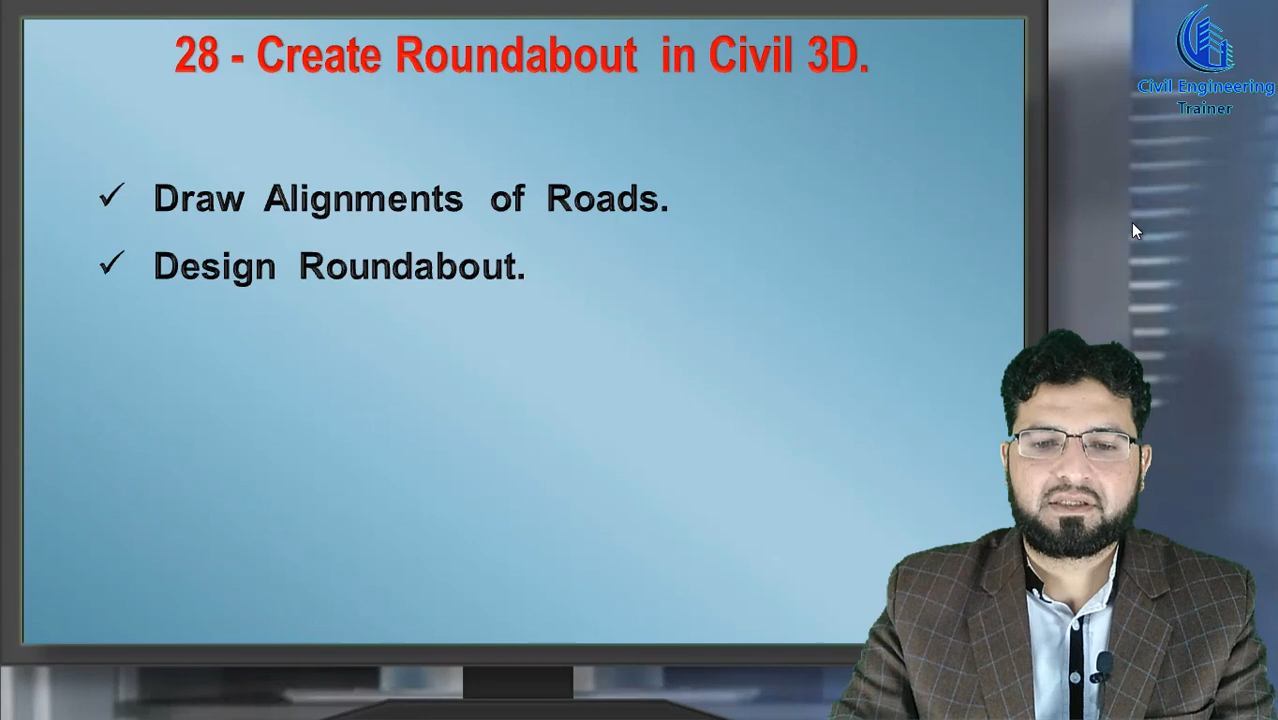 28 - Create Roundabout in Civil 3D.
Civil Engineering
Trainer
✓ Draw Alignments of Roads.
✓ Design Roundabout.